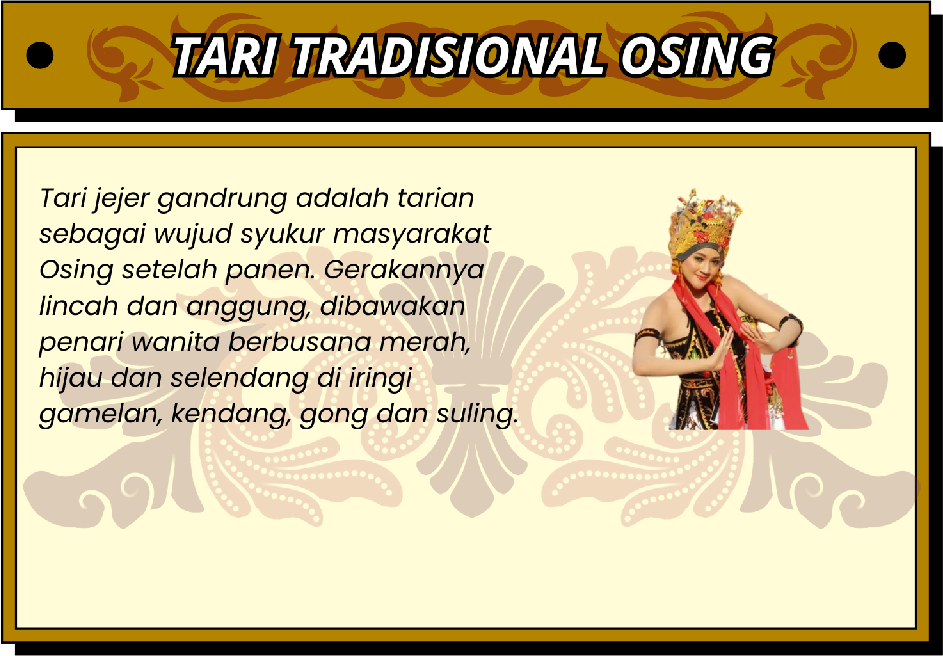 TARI TRADISIONAL OSING
Tari jejer gandrung adalah tarian
sebagai wujud syukur masyarakat
Osing setelah panen. Gerakannya
lincah dan anggung, dibawakan
penari wanita berbusana merah,
hijau dan selendang di iringi
gamelan, kendang, gong dan suling.